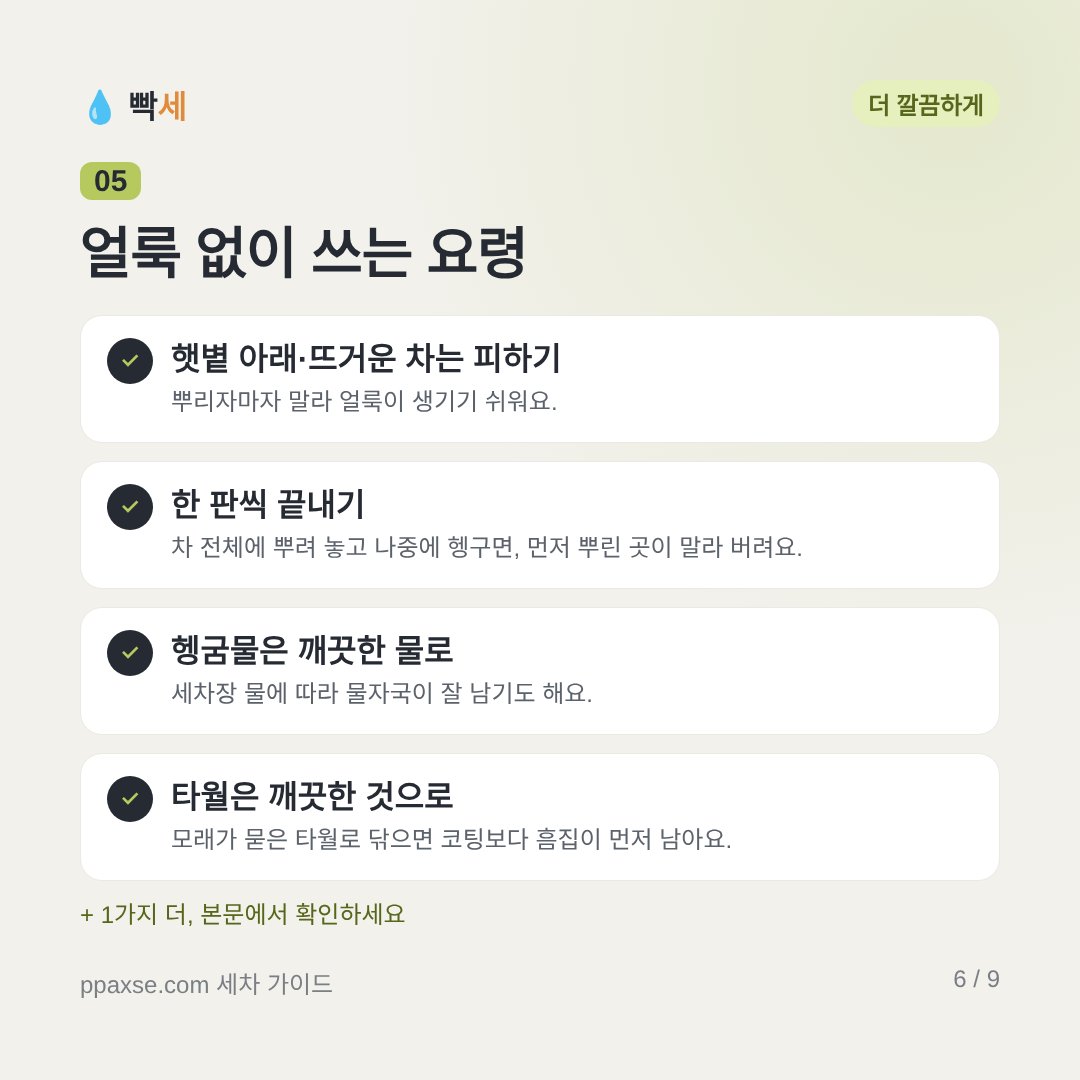 빡세
더 깔끔하게
05
얼룩 없이 쓰는 요령
햇볕 아래·뜨거운 차는 피하기
뿌리자마자 말라 얼룩이 생기기 쉬워요.
한 판씩 끝내기
차 전체에 뿌려 놓고 나중에 헹구면, 먼저 뿌린 곳이 말라 버려요.
헹굼물은 깨끗한 물로
세차장 물에 따라 물자국이 잘 남기도 해요.
타월은 깨끗한 것으로
모래가 묻은 타월로 닦으면 코팅보다 흠집이 먼저 남아요.
+ 1가지 더, 본문에서 확인하세요
ppaxse.com 세차 가이드
6 / 9